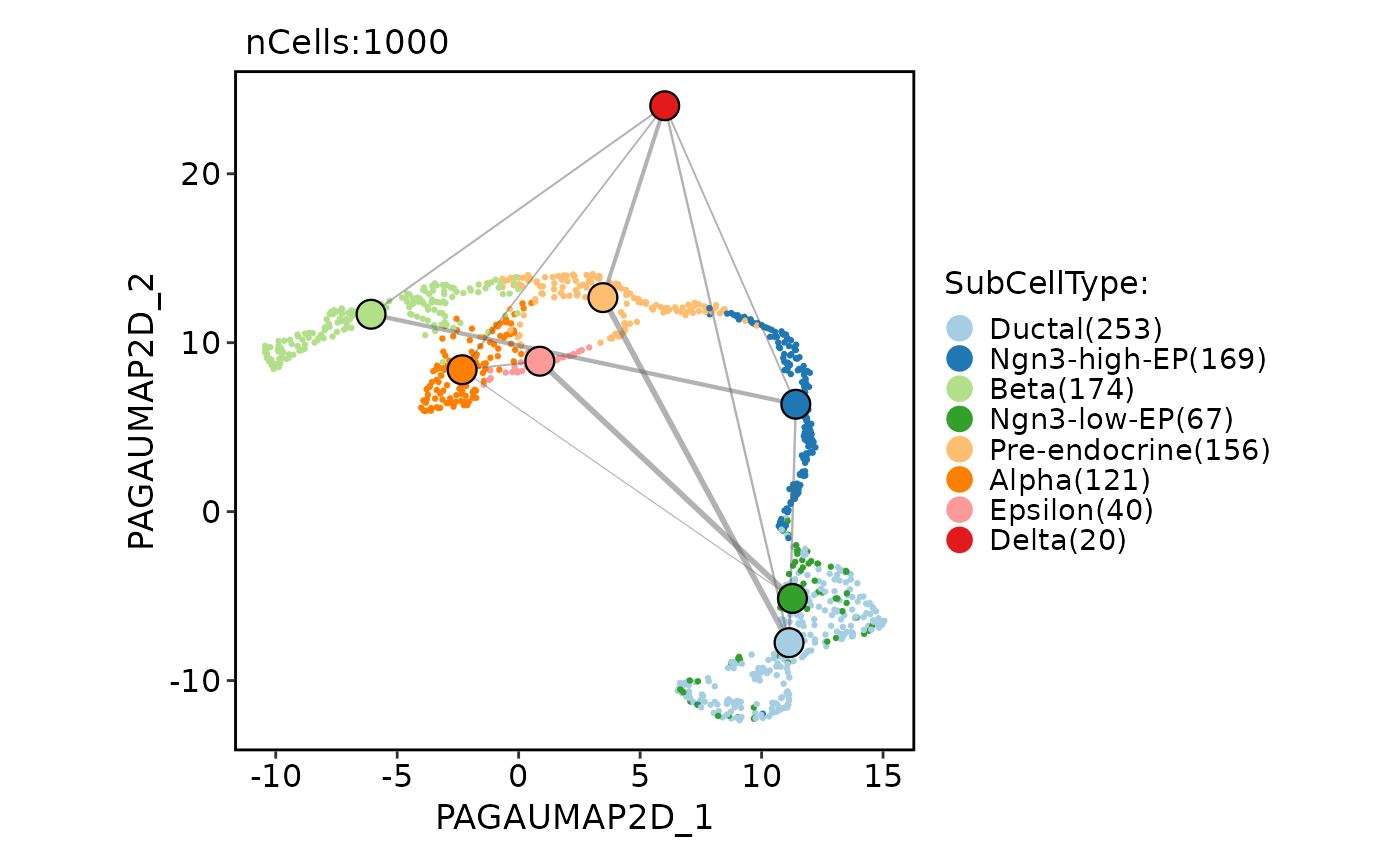 nCells:1000
20
10
0
-10
PAGAUMAP2D_2
-10
-5
0
5
10
15
PAGAUMAP2D_1
SubCellType:
Ductal(253)
Ngn3-high-EP(169)
Beta(174)
Ngn3-low-EP(67)
Pre-endocrine(156)
Alpha(121)
Epsilon(40)
Delta(20)